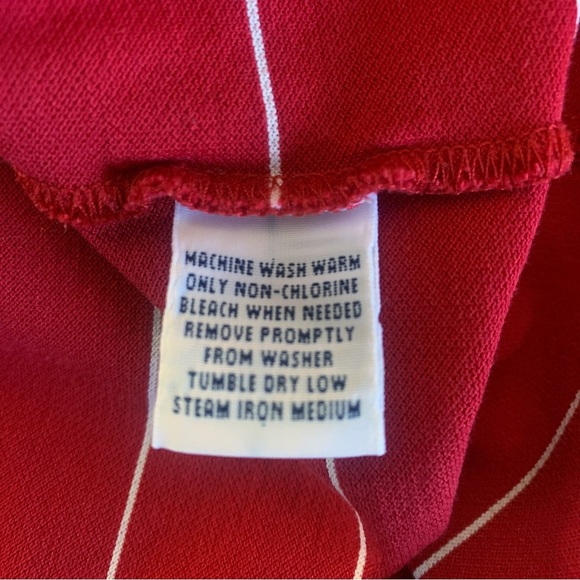 MACHINE WASH WARM
ONLY NON-CHLORINE
BLEACH WHEN NEEDED
REMOVE PROMPTLY
FROM WASHER
TUMBLE DRY LOW
STEAM IRON MEDIUM